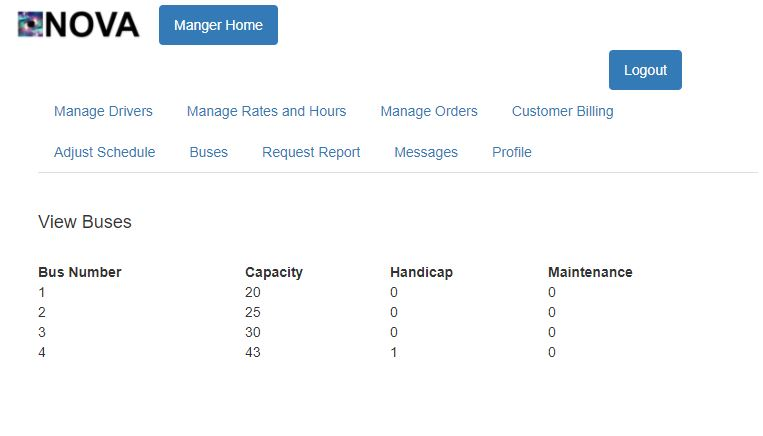 NOVA Manger Home
Logout
Manage Drivers Manage Rates and Hours Manage Orders Customer Billing
Adjust Schedule Buses Request Report Messages Profile
View Buses
Bus Number Capacity Handicap Maintenance
1 20 0 0
2 25 0 0
3 30 0 0
4 43 1 0